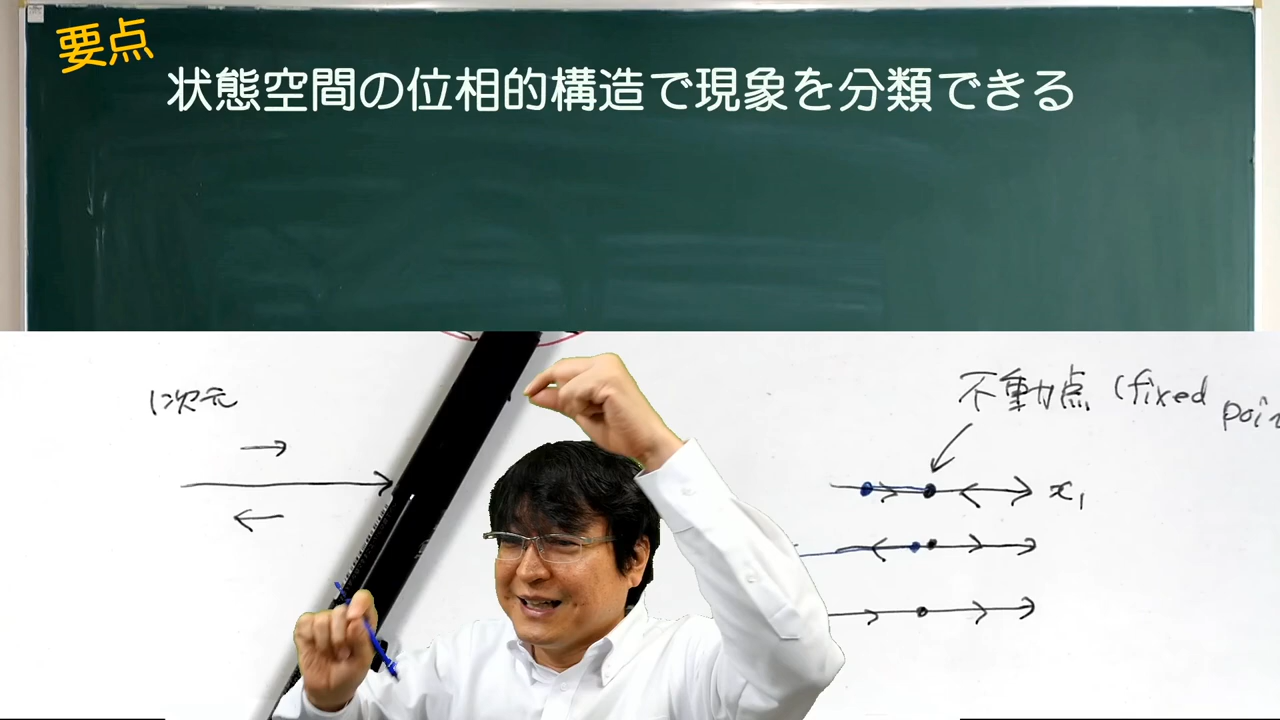 要点
状態空間の位相的構造で現象を分類できる
1次元
不動点 (fixed
x₁